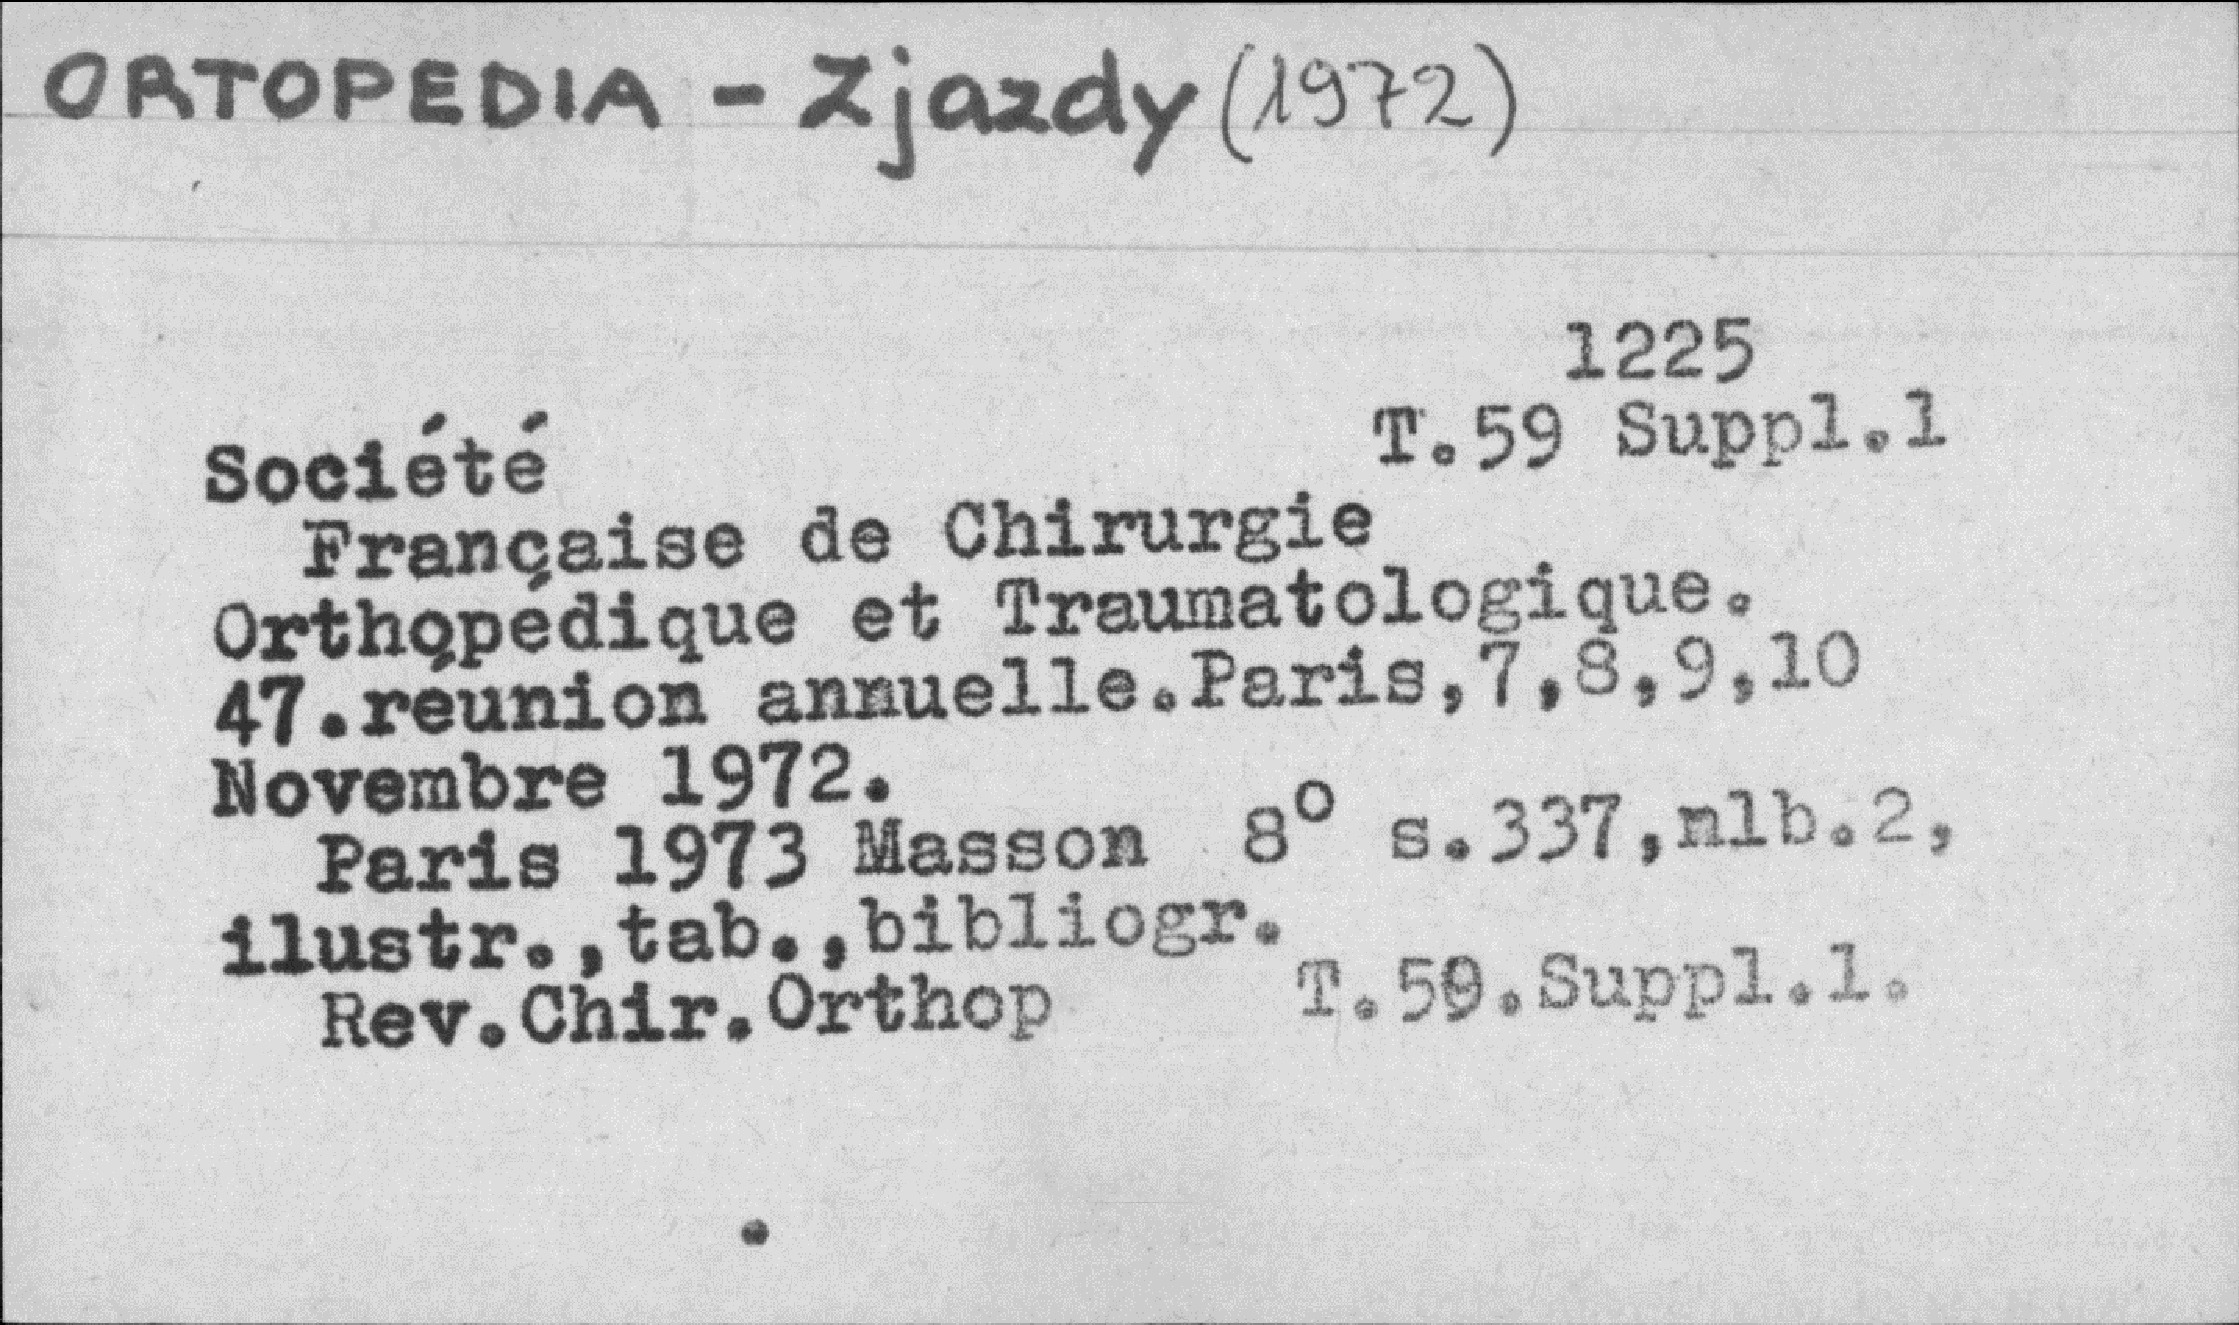 ORTOPEDIA - Zjazdy (1972)
1225
T.59 Suppl.1
Société
Française de Chirurgie
Orthopédique et Traumatologique.
47.réunion annuelle.Paris,7,8,9,10
Novembre 1972.
Paris 1973 Masson 8° s.337,nlb.2,
ilustr.,tab.,bibliogr.
Rev.Chir.Orthop T.59.Suppl.1.